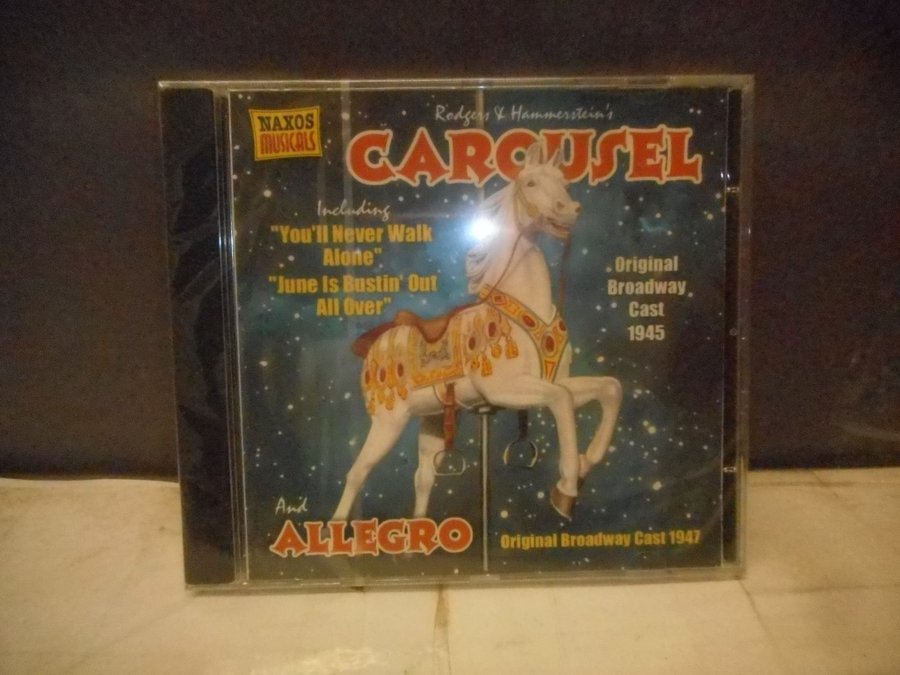 NAXOS
MUSICALS
Rodgers & Hammerstein's
CAROUSEL
Including
"You'll Never Walk
Alone"
"June Is Bustin' Out
All Over"
Original
Broadway
Cast
1945
And
ALLEGRO
Original Broadway Cast 1947